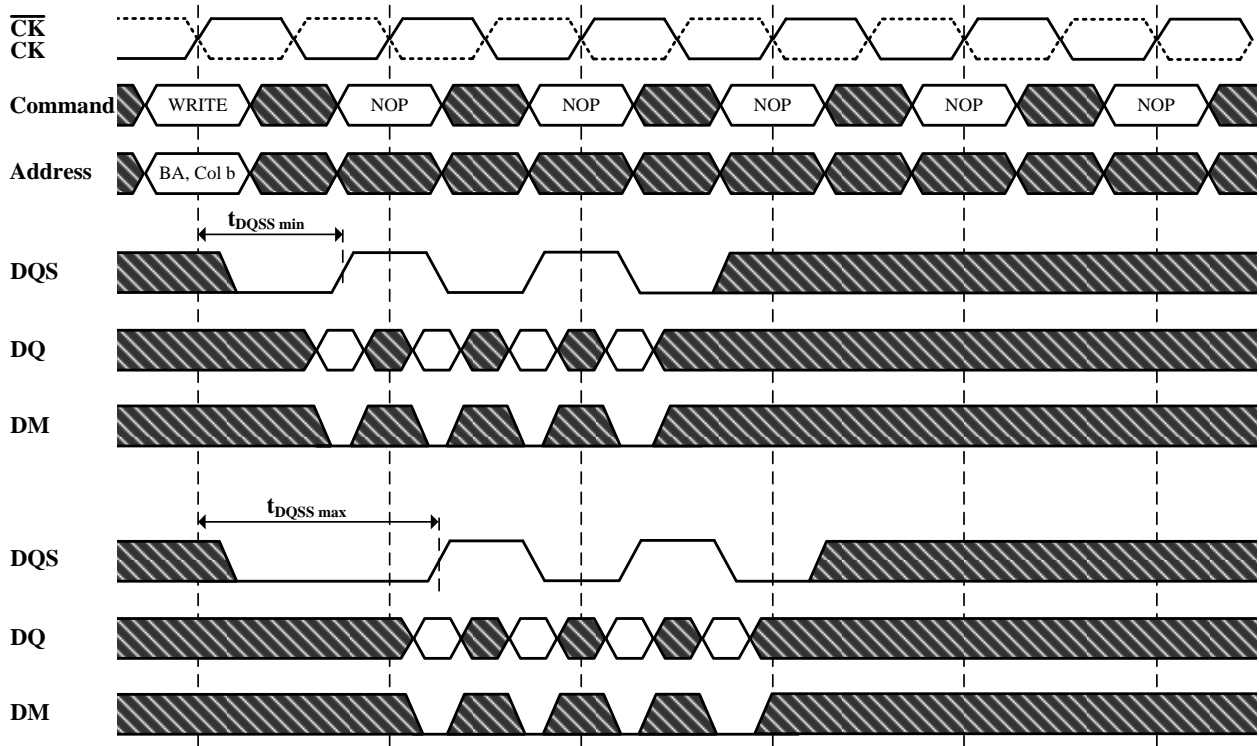 CK
CK
Command WRITE NOP NOP NOP NOP NOP
Address BA, Col b
tDQSS min
DQS
DQ
DM
tDQSS max
DQS
DQ
DM